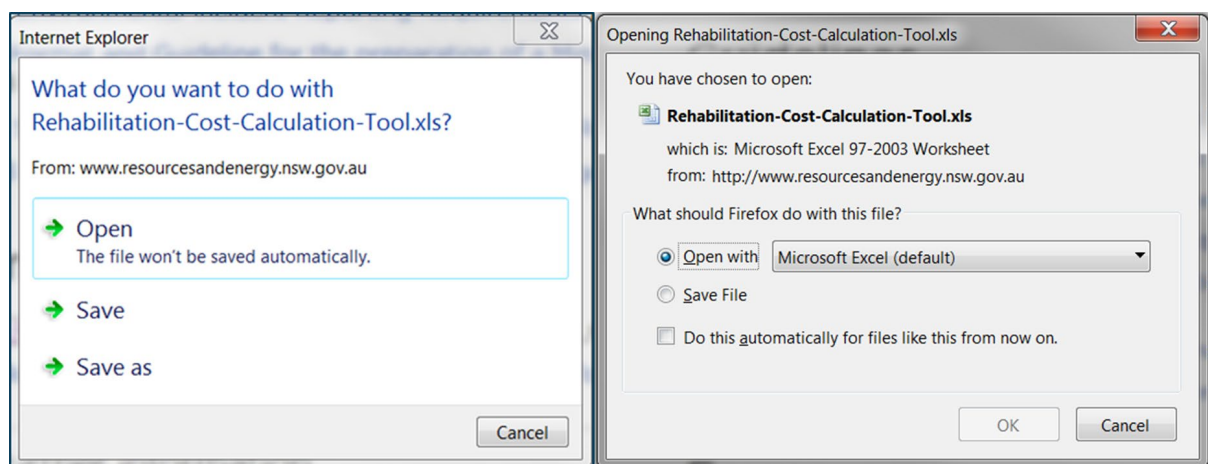 Internet Explorer
What do you want to do with
Rehabilitation-Cost-Calculation-Tool.xls?
From: www.resourcesandenergy.nsw.gov.au
Open
The file won't be saved automatically.
Save
Save as
Cancel
Opening Rehabilitation-Cost-Calculation-Tool.xls
You have chosen to open:
Rehabilitation-Cost-Calculation-Tool.xls
which is: Microsoft Excel 97-2003 Worksheet
from: http://www.resourcesandenergy.nsw.gov.au
What should Firefox do with this file?
Open with Microsoft Excel (default)
Save File
Do this automatically for files like this from now on.
OK Cancel